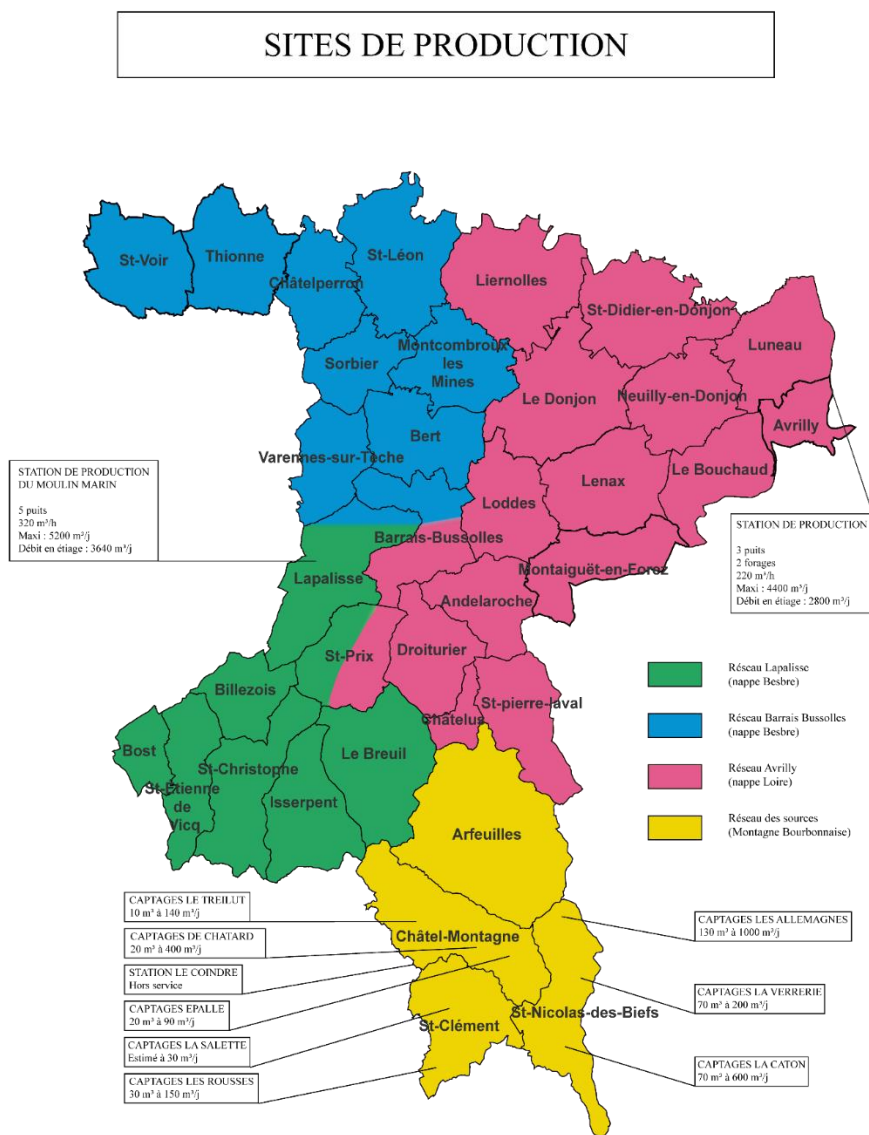 SITES DE PRODUCTION
St-Voir
Thionne
Châtelperron
St-Léon
Liernolles
St-Didier-en-Donjon
Luneau
Sorbier
Montcombroux
les
Mines
Le Donjon
Neuilly-en-Donjon
Avrilly
Bert
Varennes-sur-Tèche
Le Bouchaud
Lenax
Loddes
STATION DE PRODUCTION
DU MOULIN MARIN
5 puits
320 m³/h
Maxi : 5200 m³/j
Débit en étiage : 3640 m³/j
STATION DE PRODUCTION
3 puits
2 forages
220 m³/h
Maxi : 4400 m³/j
Débit en étiage : 2800 m³/j
Barrais-Bussolles
Lapalisse
Montaiguët-en-Forez
Andelaroche
St-Prix
Droiturier
Billezois
St-pierre-laval
Châtelus
Bost
Le Breuil
St-Christophe
St-Etienne
de
Vicq
Isserpent
Réseau Lapalisse
(nappe Besbre)
Réseau Barrais Bussolles
(nappe Besbre)
Réseau Avrilly
(nappe Loire)
Réseau des sources
(Montagne Bourbonnaise)
Arfeuilles
CAPTAGES LE TREILUT
10 m³ à 140 m³/j
CAPTAGES DE CHATARD
20 m³ à 400 m³/j
STATION LE COINDRE
Hors service
CAPTAGES EPALLE
20 m³ à 90 m³/j
CAPTAGES LA SALETTE
Estimé à 30 m³/j
CAPTAGES LES ROUSSES
30 m³ à 150 m³/j
Châtel-Montagne
St-Clément
St-Nicolas-des-Biefs
CAPTAGES LES ALLEMAGNES
130 m³ à 1000 m³/j
CAPTAGES LA VERRERIE
70 m³ à 200 m³/j
CAPTAGES LA CATON
70 m³ à 600 m³/j